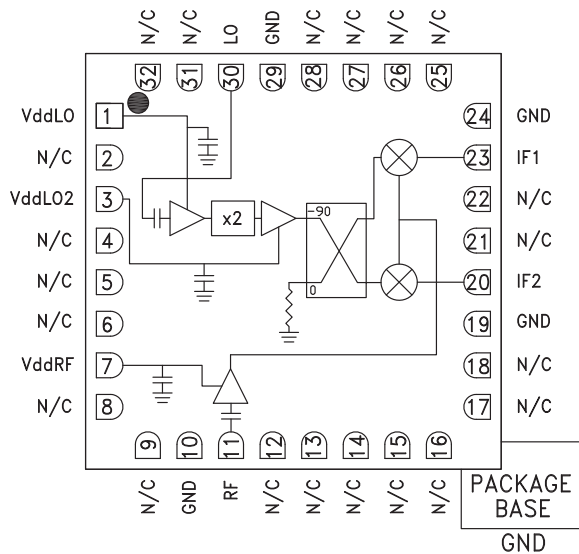 N/C
N/C
LO
GND
N/C
N/C
N/C
N/C
32
31
30
29
28
27
26
25
VddLO
1
24
GND
N/C
2
23
IF1
VddLO2
3
x2
-90
22
N/C
N/C
4
21
N/C
N/C
5
0
20
IF2
N/C
6
19
GND
VddRF
7
18
N/C
N/C
8
17
N/C
9
10
11
12
13
14
15
16
N/C
GND
RF
N/C
N/C
N/C
N/C
N/C
PACKAGE
BASE
GND